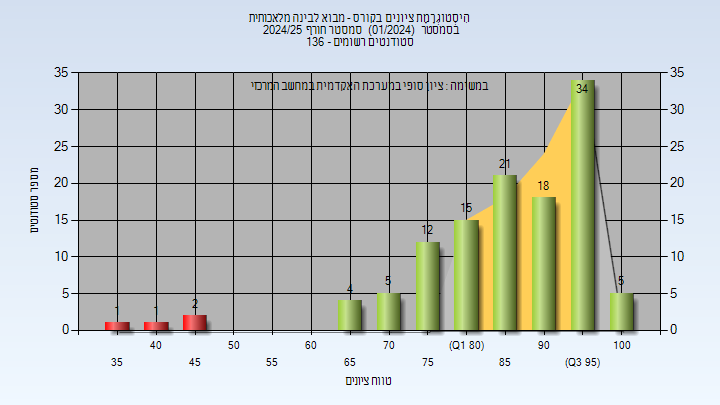 היסטוגרמת ציונים בקורס - מבוא לבינה מלאכותית
בסמסטר (01/2024) סמסטר חורף 2024/25
סטודנטים רשומים - 136
במשימה : ציון סופי במערכת האקדמית במחשב המרכזי
מספר סטודנטים
35 35
30 30
25 25
20 20
15 15
10 10
5 5
0 0
1 1 2 4 5 12 15 21 18 34 5
40 50 60 70 (Q1 80) 90 100
35 45 55 65 75 85 (Q3 95)
טווח ציונים